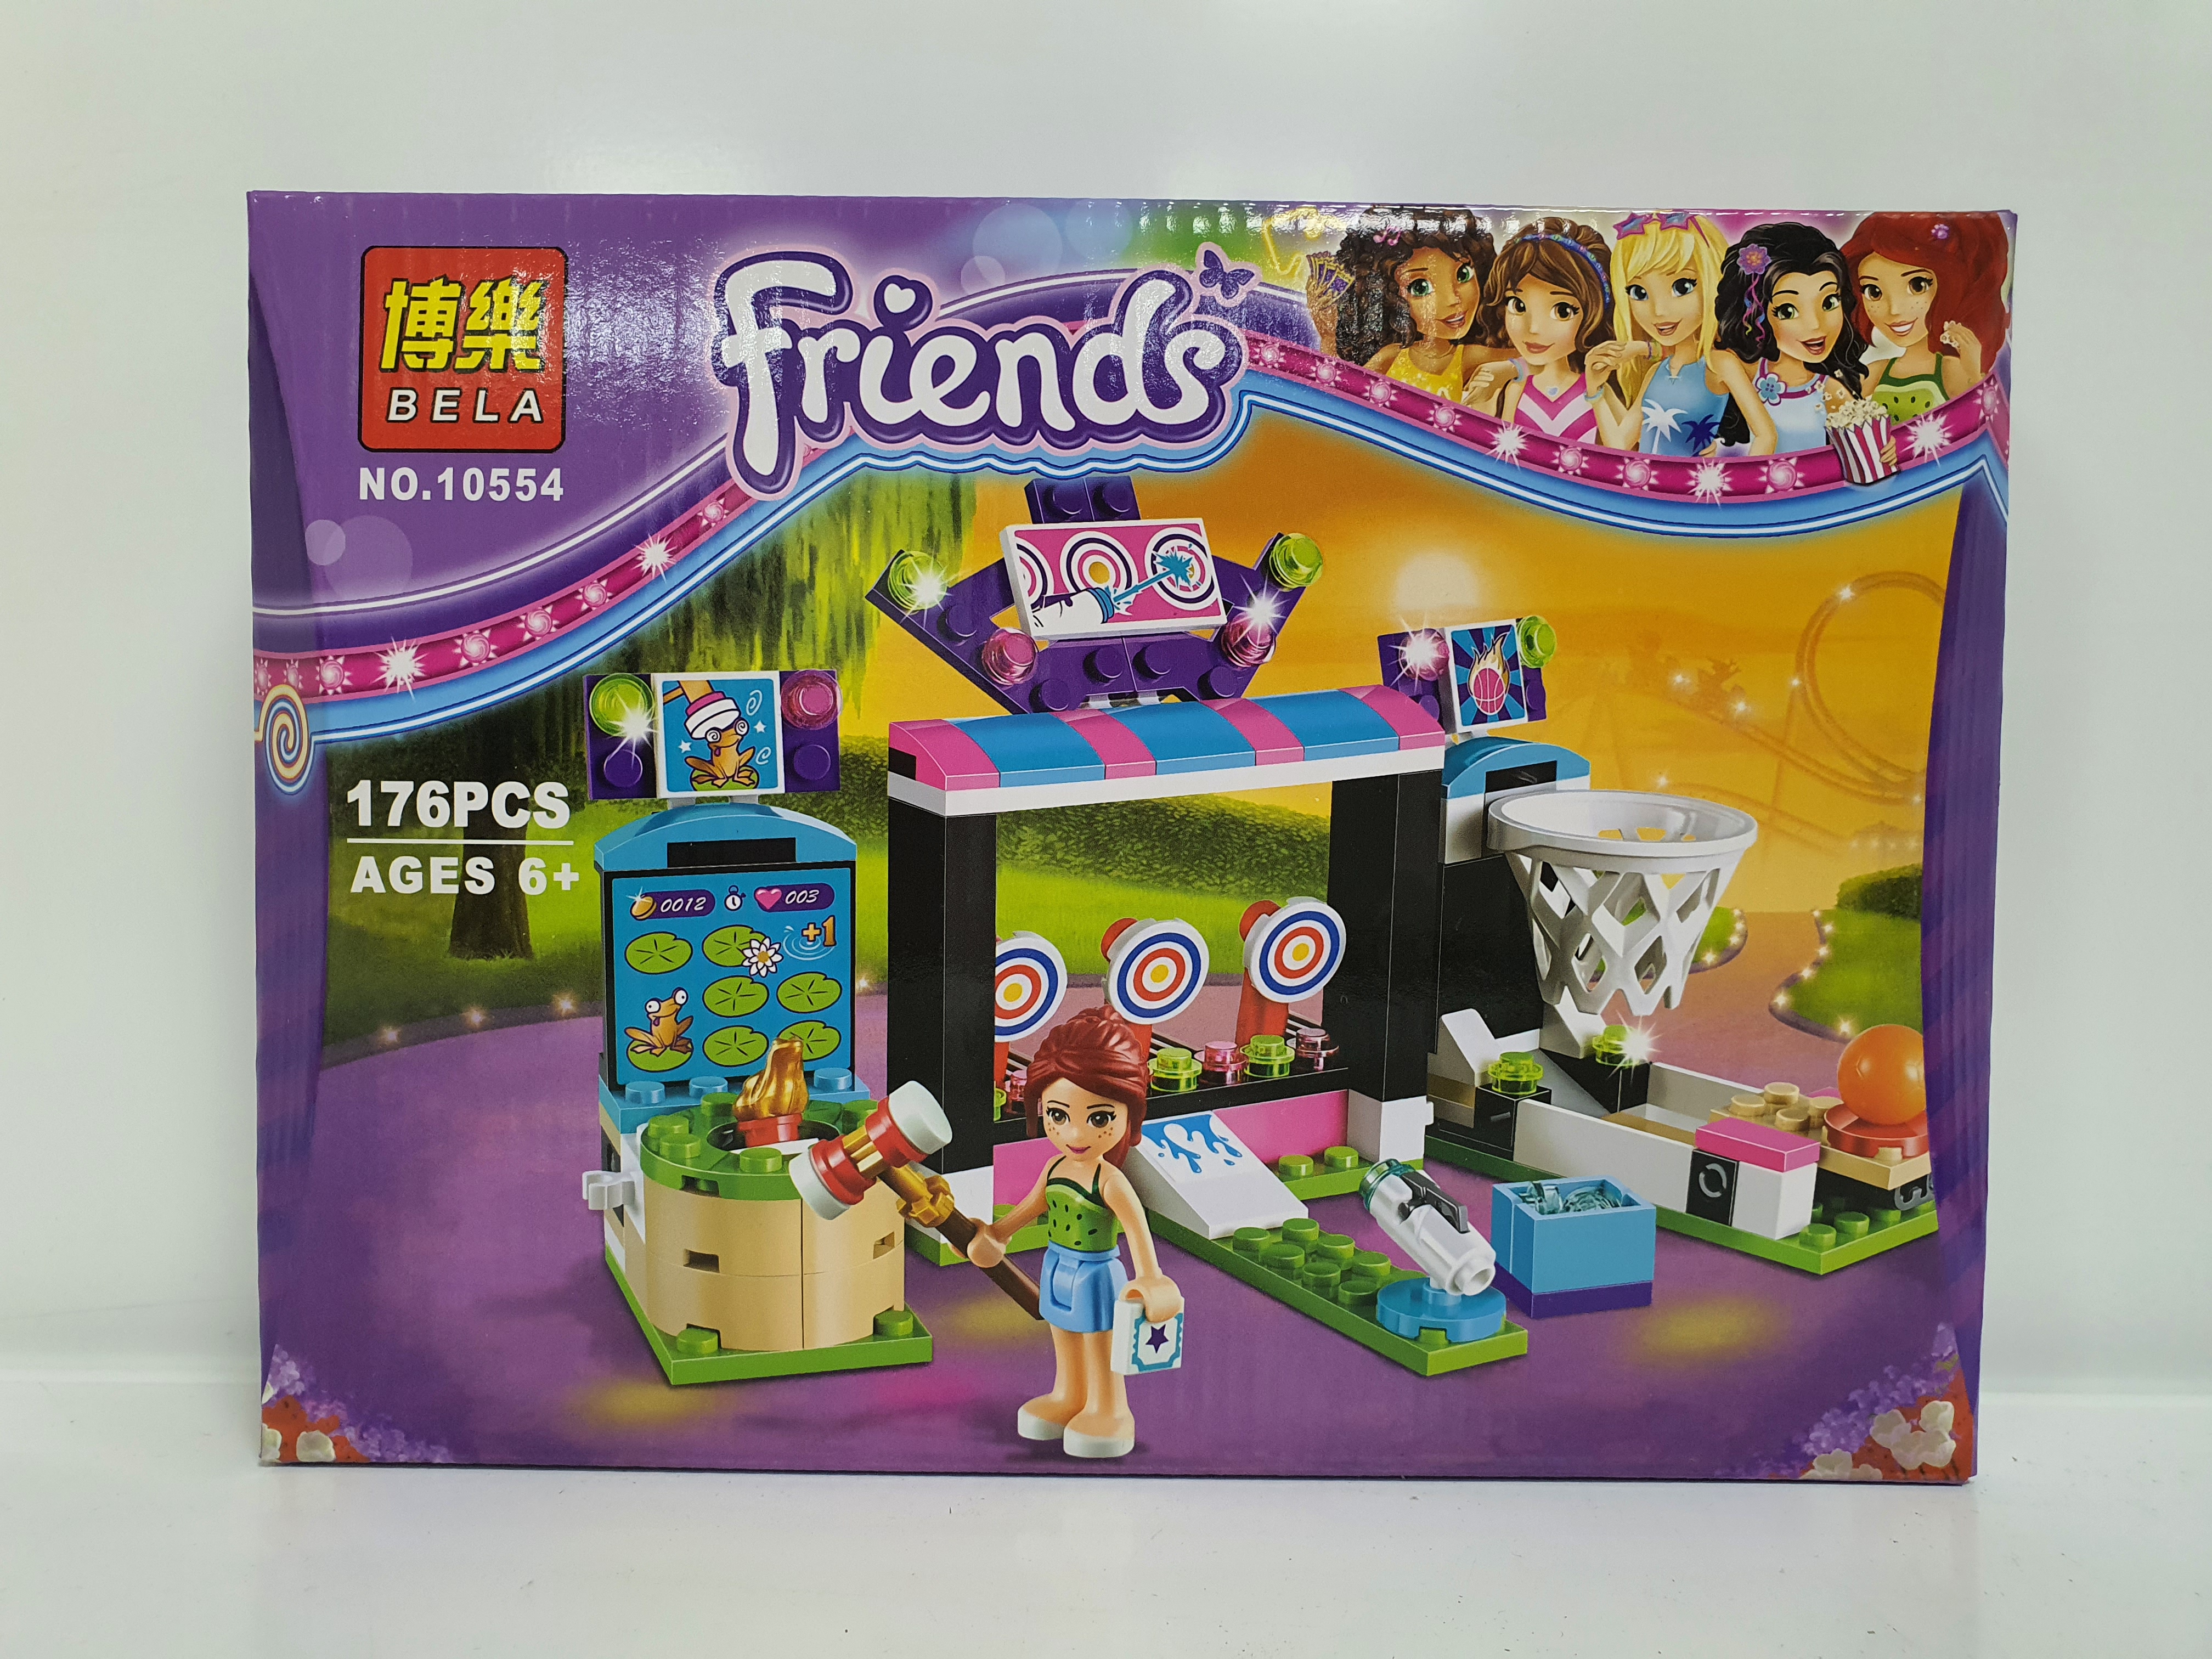 博樂
BELA
NO.10554
Friends
176PCS
AGES 6+
0012
003
+1